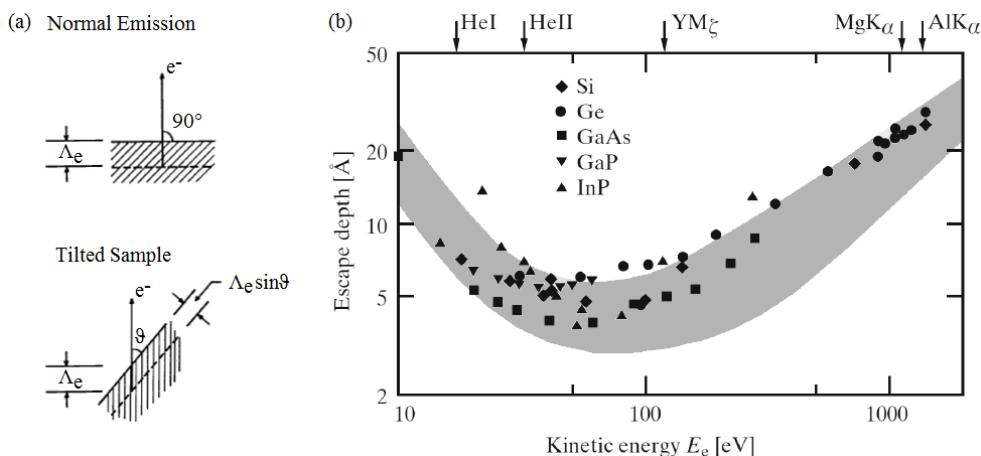 (a)
Normal Emission
e-
90°
Λe
Tilted Sample
e-
Λe sinϑ
ϑ
Λe
(b)
HeI
HeII
YMζ
MgKα
AlKα
50
20
10
5
2
Escape depth [Å]
Si
Ge
GaAs
GaP
InP
10
100
1000
Kinetic energy Ee [eV]